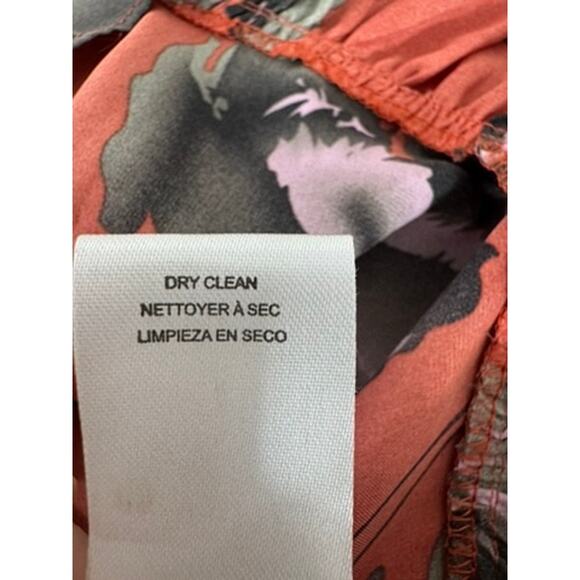 DRY CLEAN
NETTOYER À SEC
LIMPIEZA EN SECO